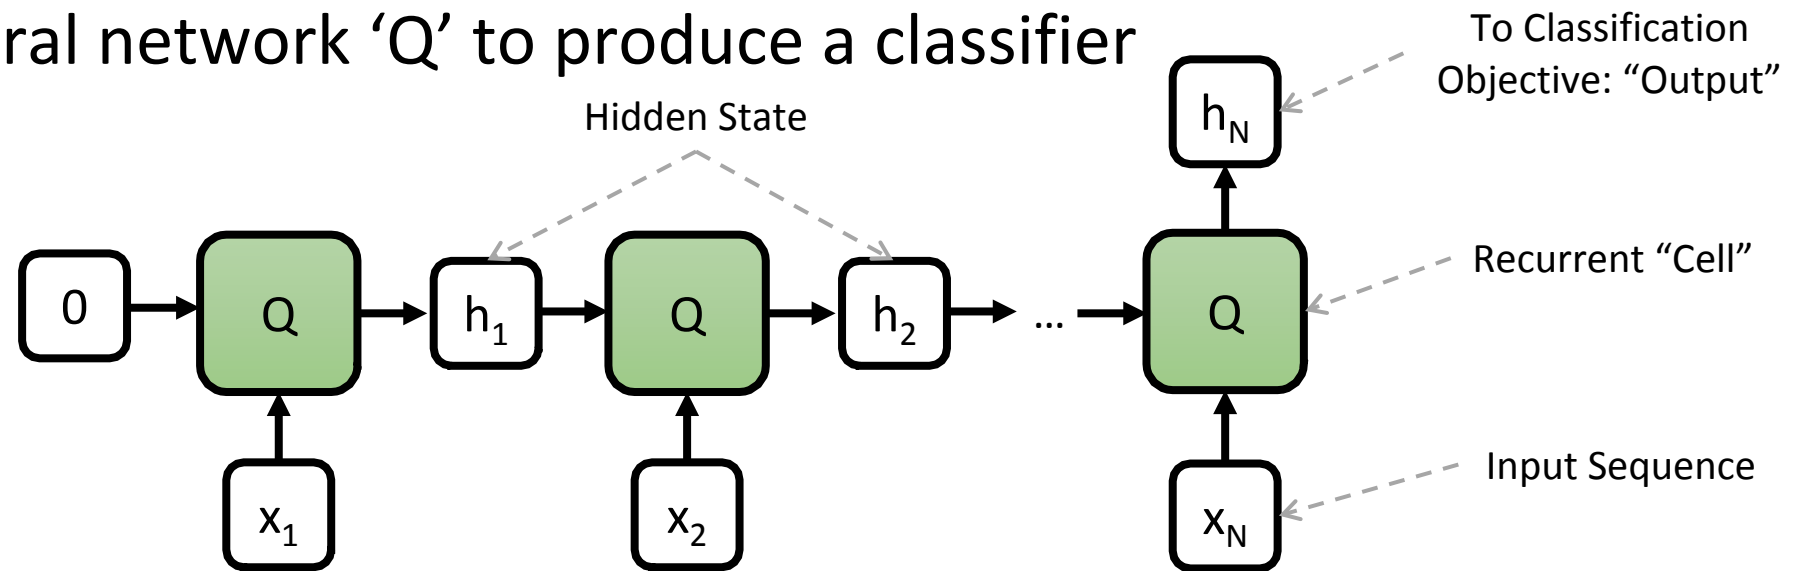 ral network ‘Q’ to produce a classifier
To Classification
Objective: “Output”
Hidden State
h_N
0
Q
h_1
Q
h_2
...
Q
Recurrent “Cell”
x_1
x_2
x_N
Input Sequence